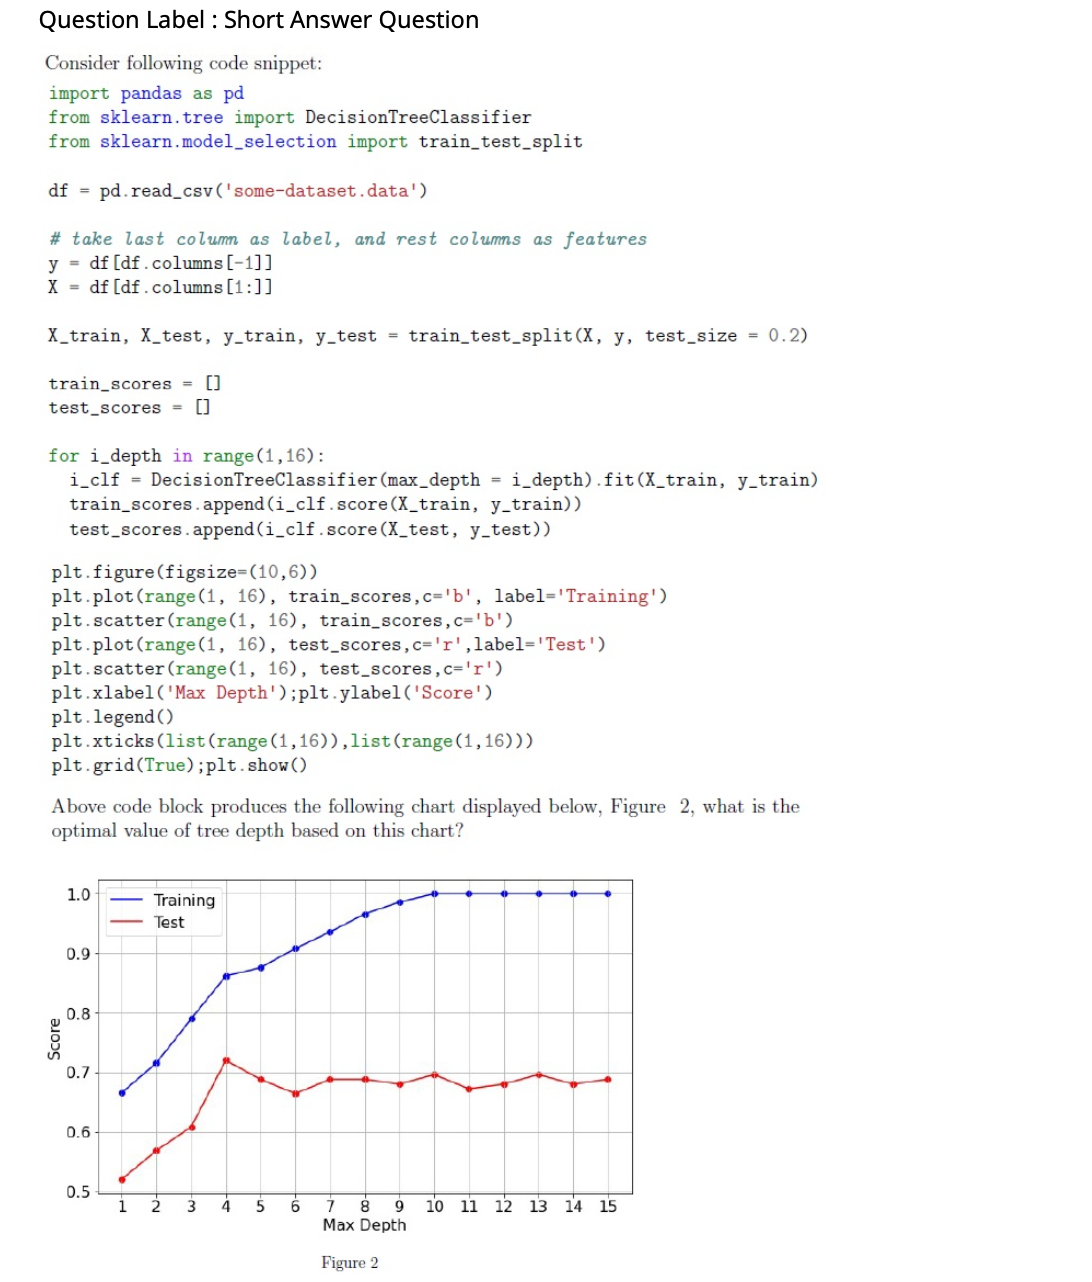 Question Label : Short Answer Question
Consider following code snippet:
import pandas as pd
from sklearn.tree import DecisionTreeClassifier
from sklearn.model_selection import train_test_split
df = pd.read_csv('some-dataset.data')
# take last column as label, and rest columns as features
y = df[df.columns[-1]]
X = df[df.columns[1:]]
X_train, X_test, y_train, y_test = train_test_split(X, y, test_size = 0.2)
train_scores = []
test_scores = []
for i_depth in range(1,16):
  i_clf = DecisionTreeClassifier(max_depth = i_depth).fit(X_train, y_train)
  train_scores.append(i_clf.score(X_train, y_train))
  test_scores.append(i_clf.score(X_test, y_test))
plt.figure(figsize=(10,6))
plt.plot(range(1, 16), train_scores,c='b', label='Training')
plt.scatter(range(1, 16), train_scores,c='b')
plt.plot(range(1, 16), test_scores,c='r',label='Test')
plt.scatter(range(1, 16), test_scores,c='r')
plt.xlabel('Max Depth');plt.ylabel('Score')
plt.legend()
plt.xticks(list(range(1,16)),list(range(1,16)))
plt.grid(True);plt.show()
Above code block produces the following chart displayed below, Figure 2, what is the
optimal value of tree depth based on this chart?
1.0
Training
Test
0.9
0.8
Score
0.7
0.6
0.5
1 2 3 4 5 6 7 8 9 10 11 12 13 14 15
Max Depth
Figure 2